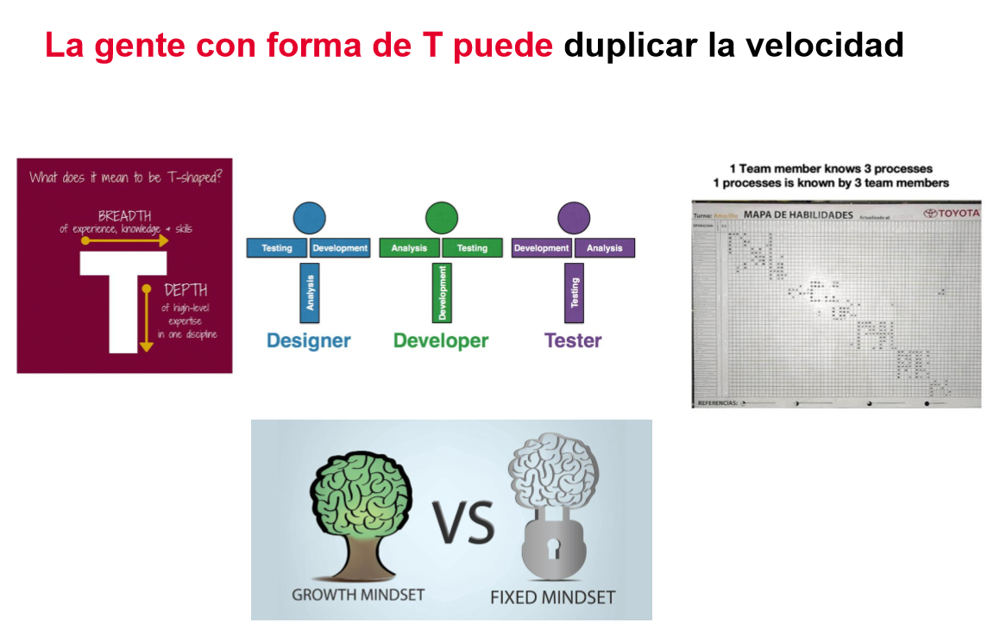 La gente con forma de T puede duplicar la velocidad
What does it mean to be T-shaped?
BREADTH
of experience, knowledge + skills
DEPTH
of high-level
expertise
in one discipline
Testing
Development
Analysis
Designer
Analysis
Testing
Development
Developer
Development
Analysis
Testing
Tester
1 Team member knows 3 processes
1 processes is known by 3 team members
Turno: Amarillo MAPA DE HABILIDADES Actualizado al: TOYOTA
OPERACION
REFERENCIAS:
VS
GROWTH MINDSET
FIXED MINDSET